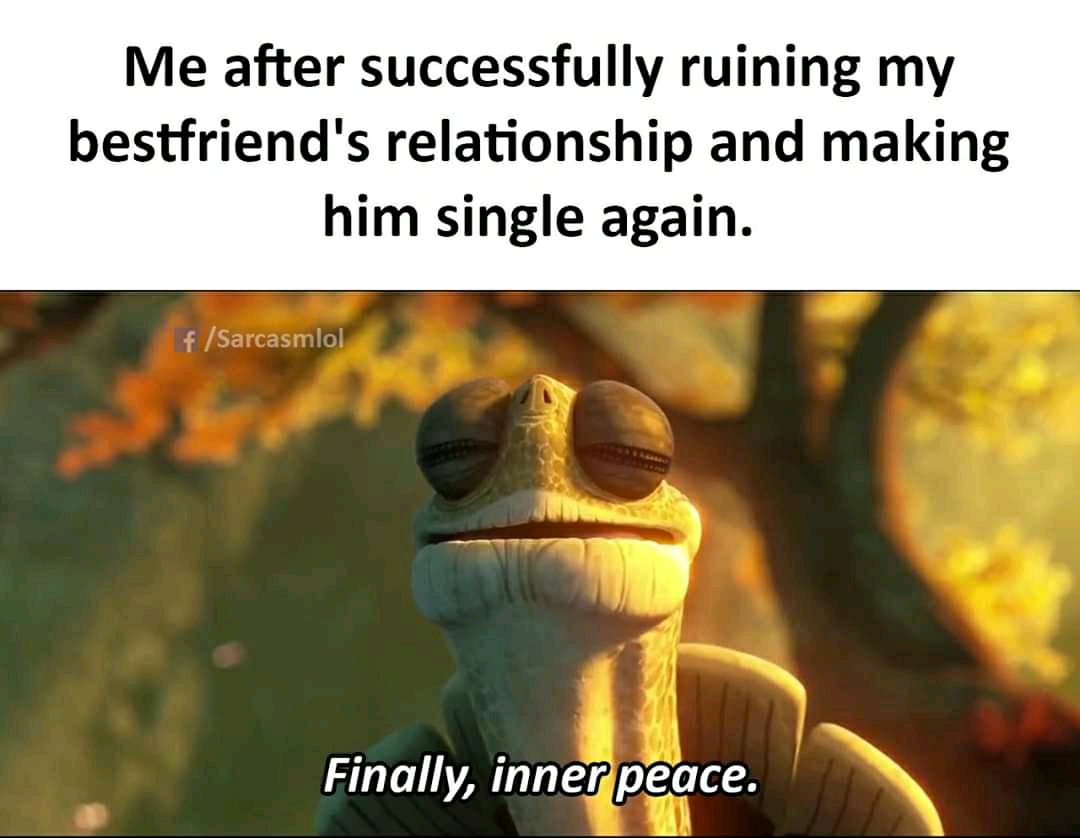 Me after successfully ruining my
bestfriend's relationship and making
him single again.
f /Sarcasmlol
Finally, inner peace.